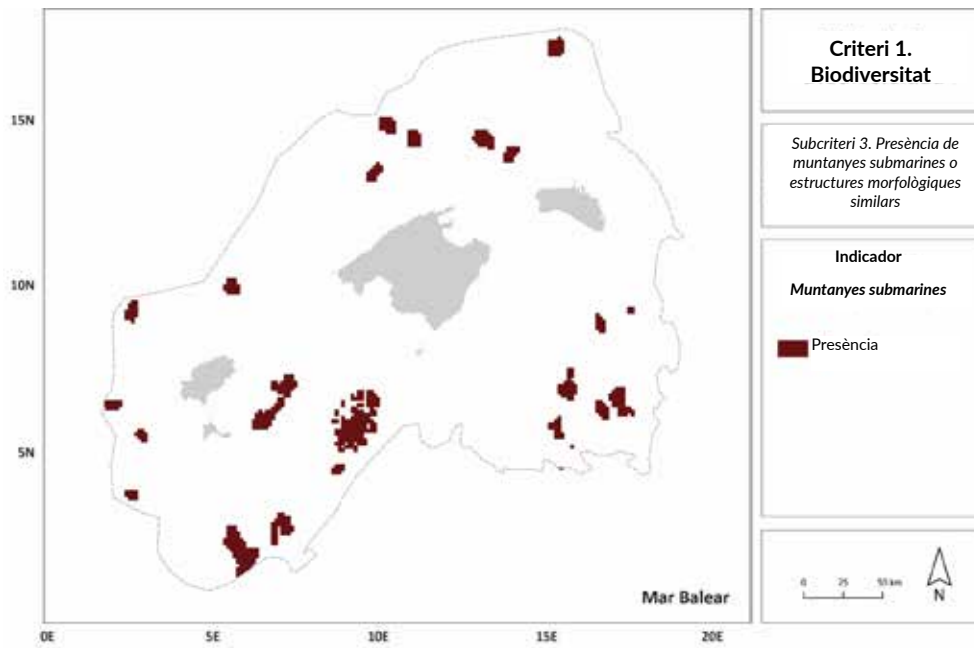 Criteri 1.
Biodiversitat
Subcriteri 3. Presència de
muntanyes submarines o
estructures morfològiques
similars
Indicador
Muntanyes submarines
Presència
15N
10N
5N
0E
5E
10E
15E
20E
Mar Balear
0 25 50 km
N